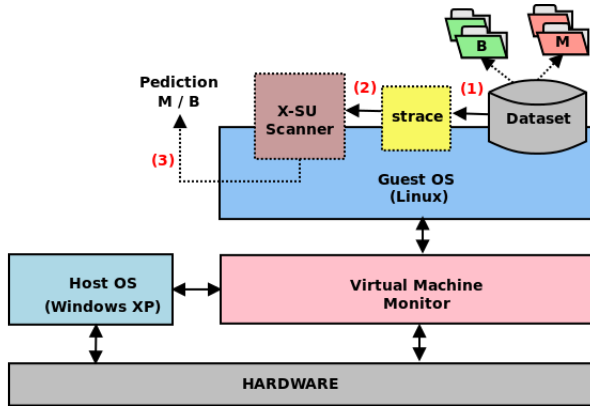 B
M
Pediction
M / B
(3)
X-SU
Scanner
(2)
strace
(1)
Dataset
Guest OS
(Linux)
Host OS
(Windows XP)
Virtual Machine
Monitor
HARDWARE